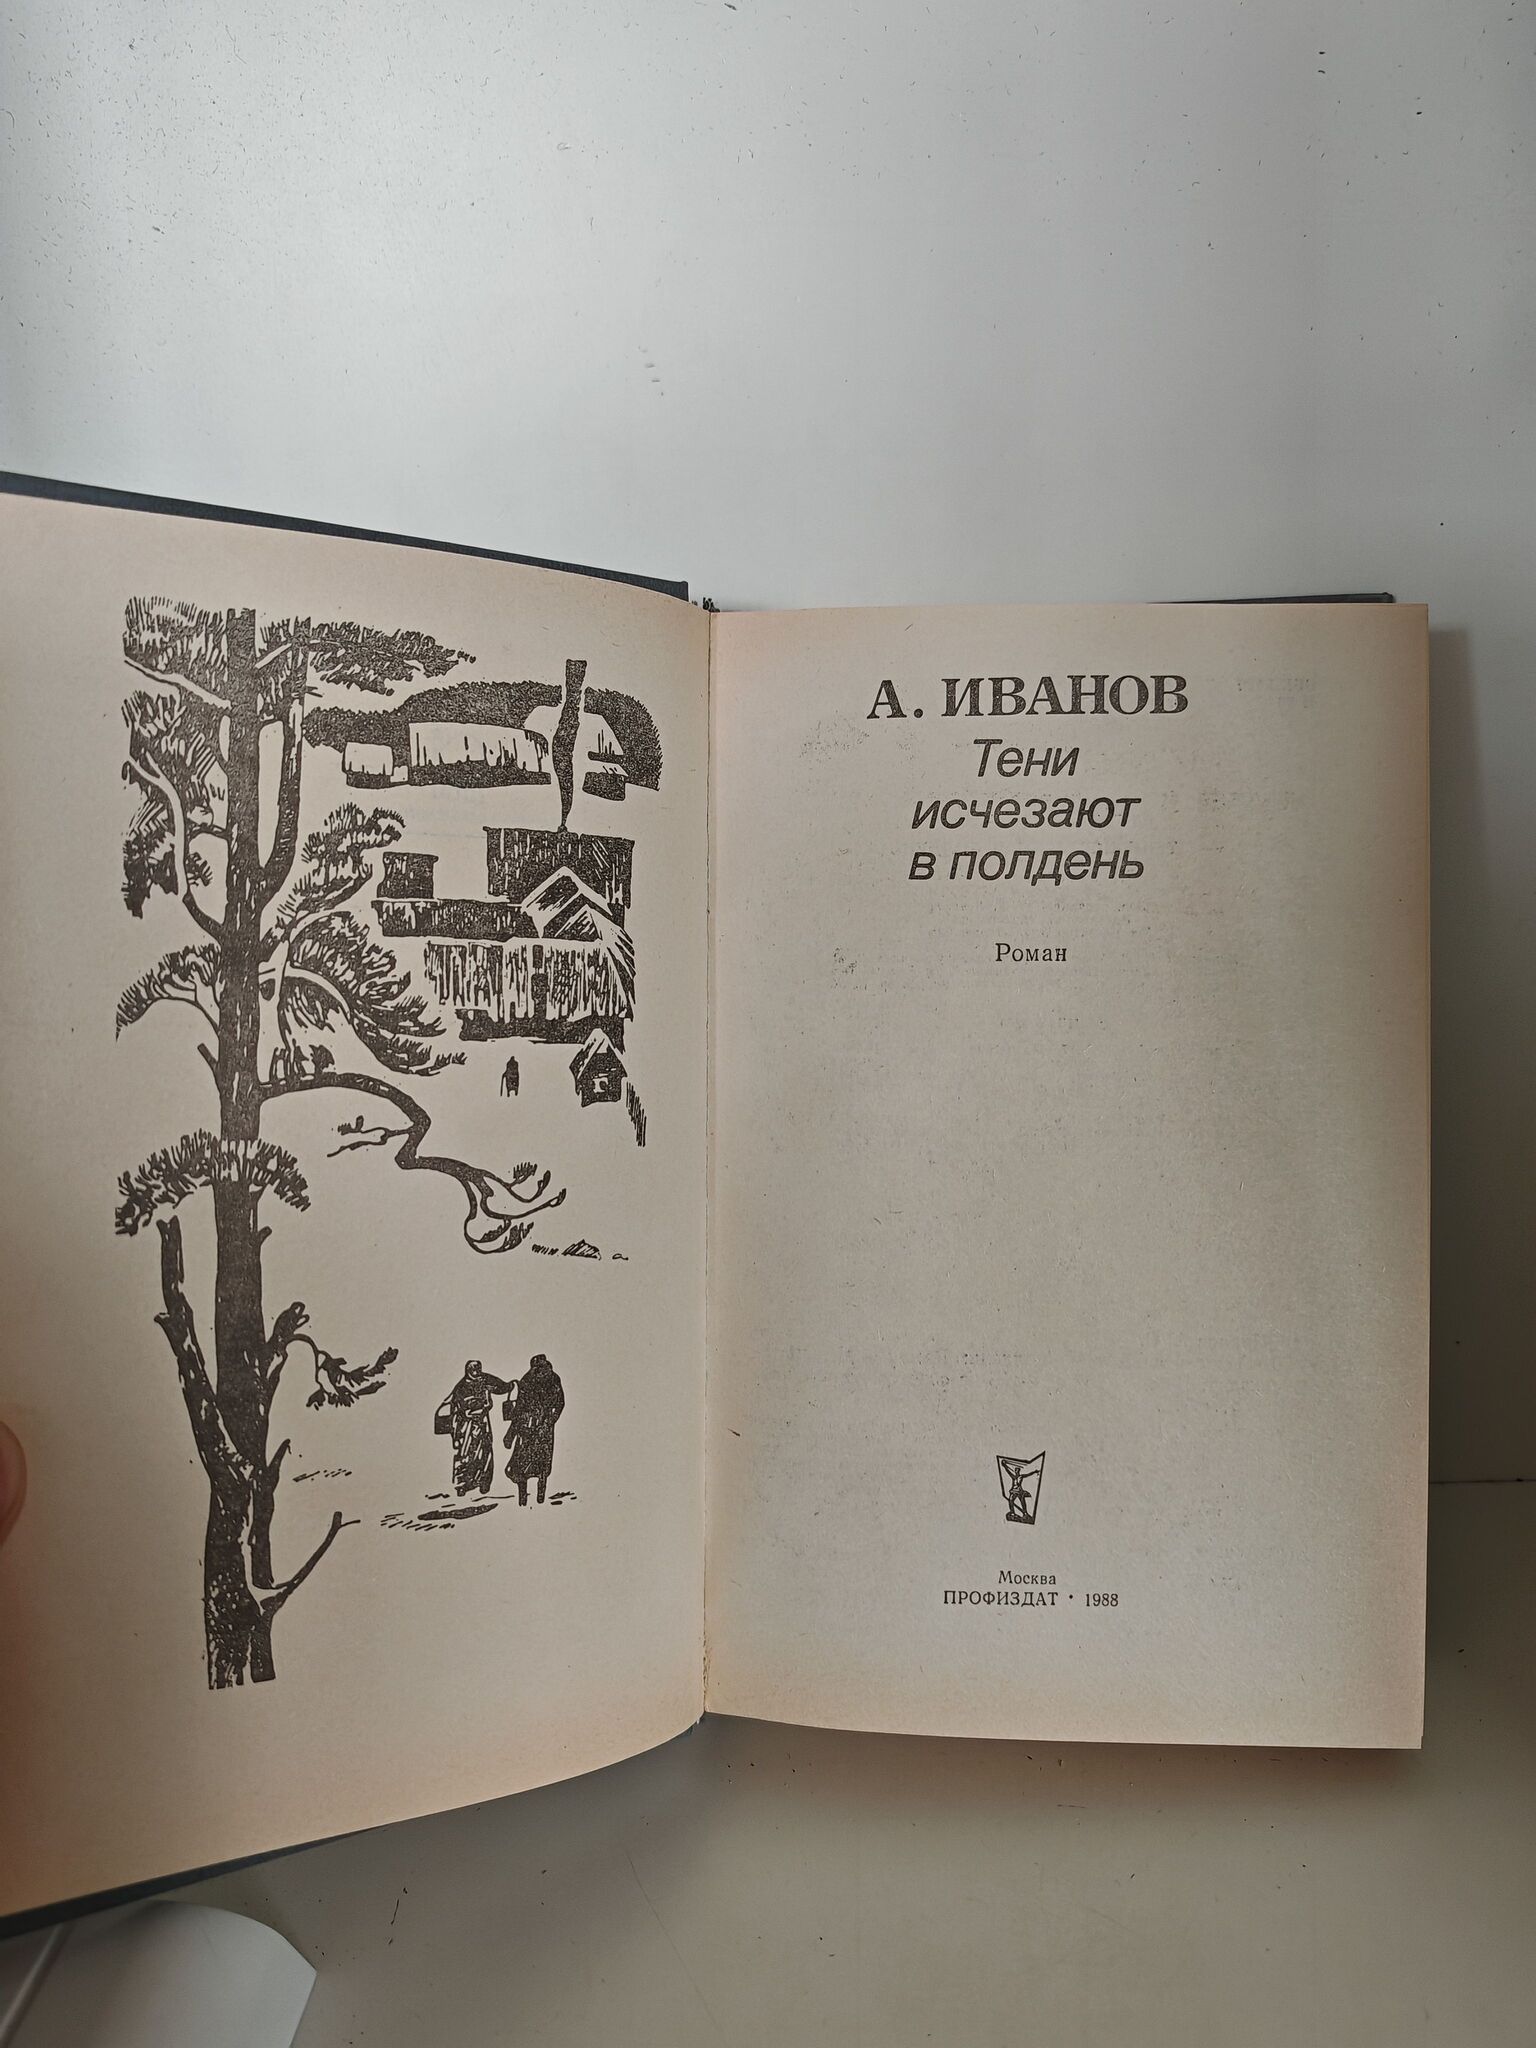 А. ИВАНОВ
Тени
исчезают
в полдень
Роман
Москва
ПРОФИЗДАТ · 1988